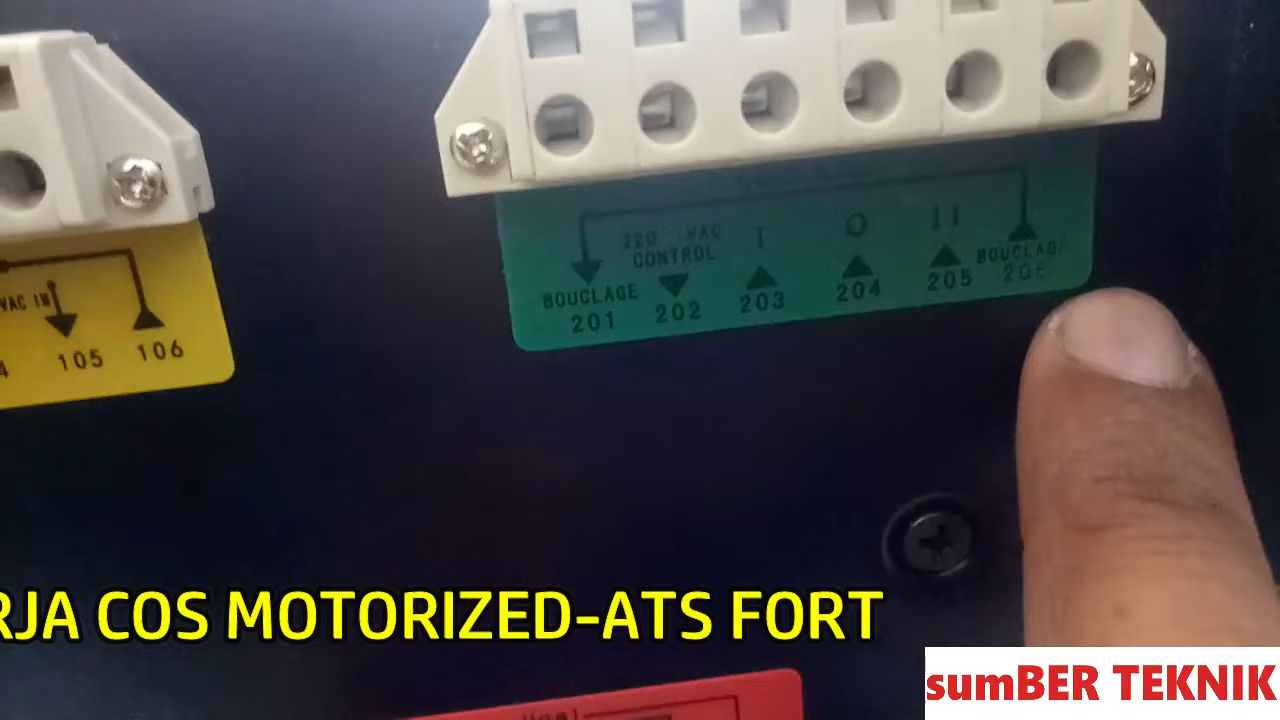 VAC IN
105
106
220 VAC
CONTROL
I
O
II
BOUCLAGE
BOUCLAGE
201
202
203
204
205
RJA COS MOTORIZED-ATS FORT
sumBER TEKNIK